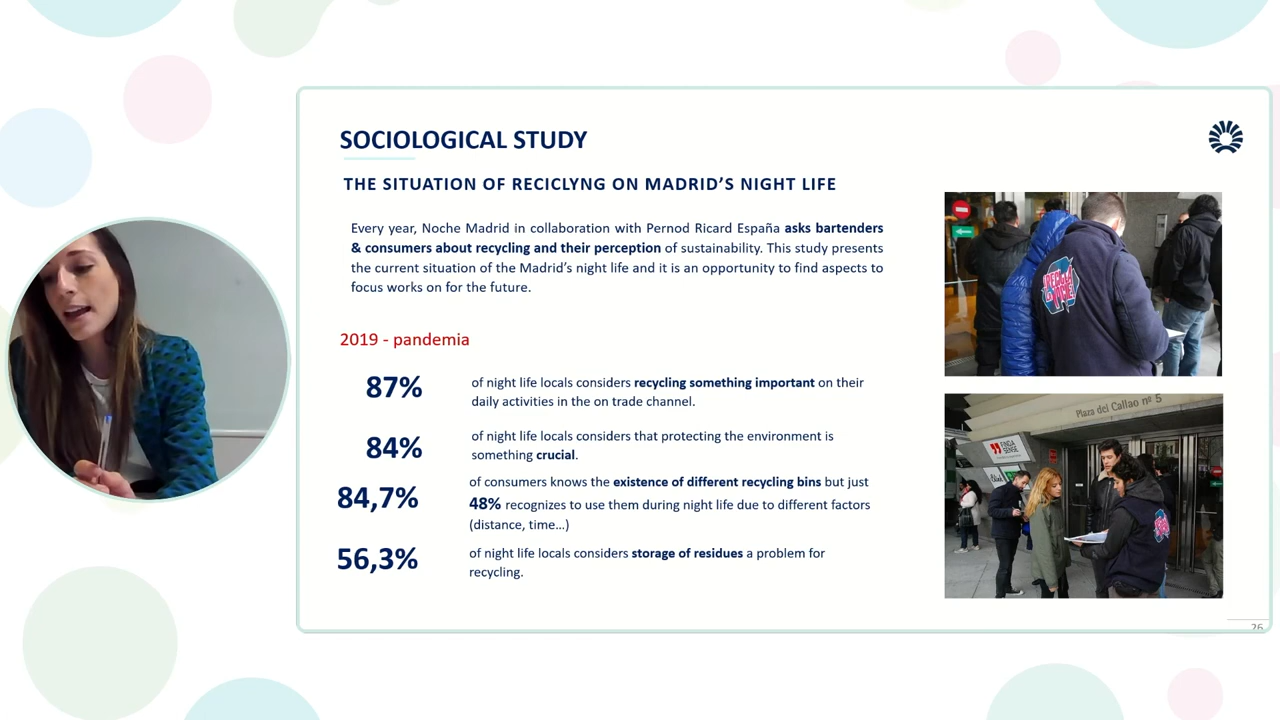 SOCIOLOGICAL STUDY
THE SITUATION OF RECICLYNG ON MADRID'S NIGHT LIFE
Every year, Noche Madrid in collaboration with Pernod Ricard España asks bartenders
& consumers about recycling and their perception of sustainability. This study presents
the current situation of the Madrid's night life and it is an opportunity to find aspects to
focus works on for the future.
2019 - pandemia
87%
of night life locals considers recycling something important on their
daily activities in the on trade channel.
84%
of night life locals considers that protecting the environment is
something crucial.
84,7%
of consumers knows the existence of different recycling bins but just
48% recognizes to use them during night life due to different factors
(distance, time...)
56,3%
of night life locals considers storage of residues a problem for
recycling.
RECICLA
NOCHE
Plaza del Callao nº 5
26